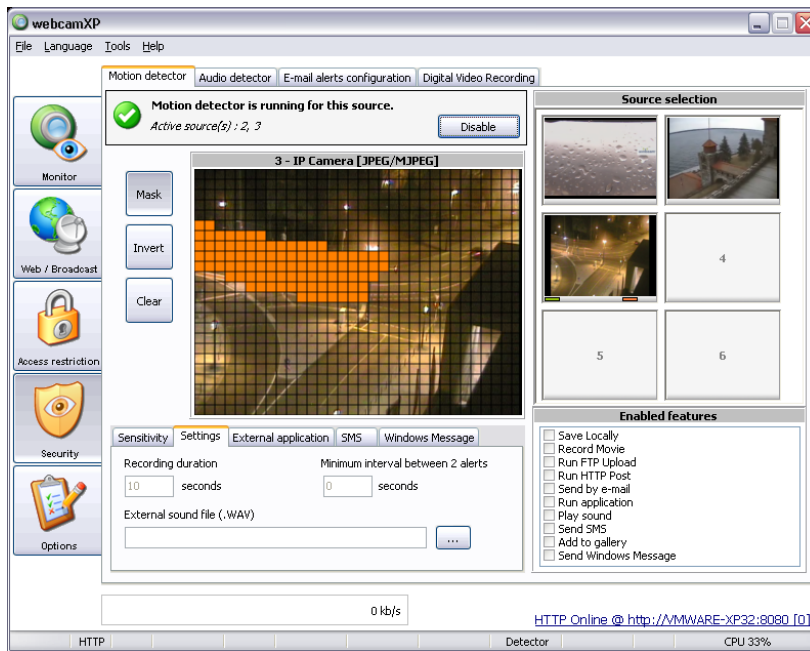 webcamXP
File Language Tools Help
Motion detector Audio detector E-mail alerts configuration Digital Video Recording
Motion detector is running for this source.
Active source(s) : 2, 3
Disable
Source selection
Monitor
Web / Broadcast
Access restriction
Security
Options
3 - IP Camera [JPEG/MJPEG]
Mask
Invert
Clear
4
5 6
Sensitivity Settings External application SMS Windows Message
Recording duration Minimum interval between 2 alerts
10 seconds 0 seconds
External sound file (.WAV)
...
Enabled features
Save Locally
Record Movie
Run FTP Upload
Run HTTP Post
Send by e-mail
Run application
Play sound
Send SMS
Add to gallery
Send Windows Message
0 kb/s
HTTP Online @ http://VMWARE-XP32:8080 [0]
HTTP Detector CPU 33%